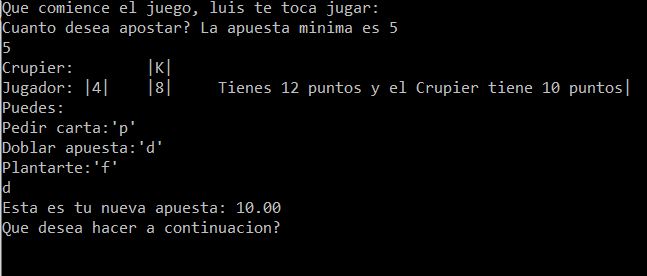 Que comience el juego, luis te toca jugar:
Cuanto desea apostar? La apuesta minima es 5
5
Crupier: |K|
Jugador: |4| |8| Tienes 12 puntos y el Crupier tiene 10 puntos|
Puedes:
Pedir carta:'p'
Doblar apuesta:'d'
Plantarte:'f'
d
Esta es tu nueva apuesta: 10.00
Que desea hacer a continuacion?